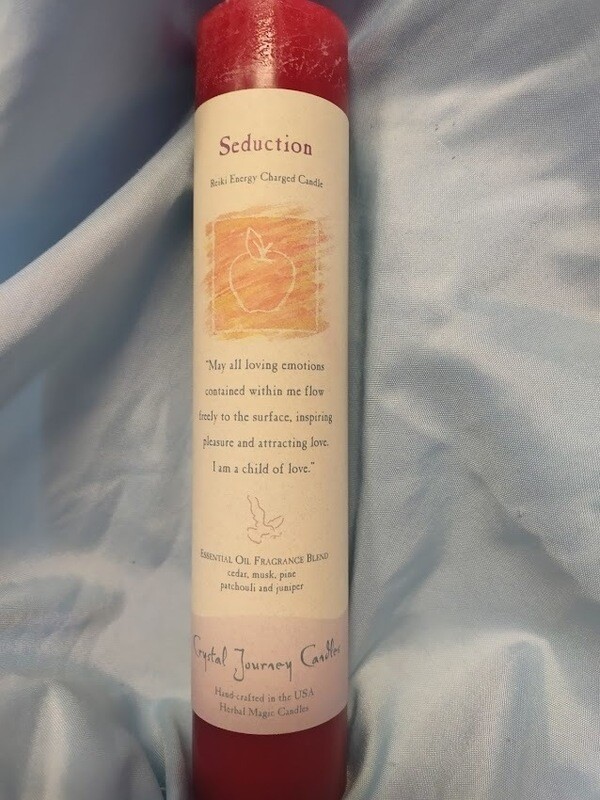 Seduction
Reiki Energy Charged Candle
"May all loving emotions
contained within me flow
freely to the surface, inspiring
pleasure and attracting love.
I am a child of love."
Essential Oil Fragrance Blend
cedar, musk, pine
patchouli and juniper
Crystal Journey Candles
Hand-crafted in the USA
Herbal Magic Candles